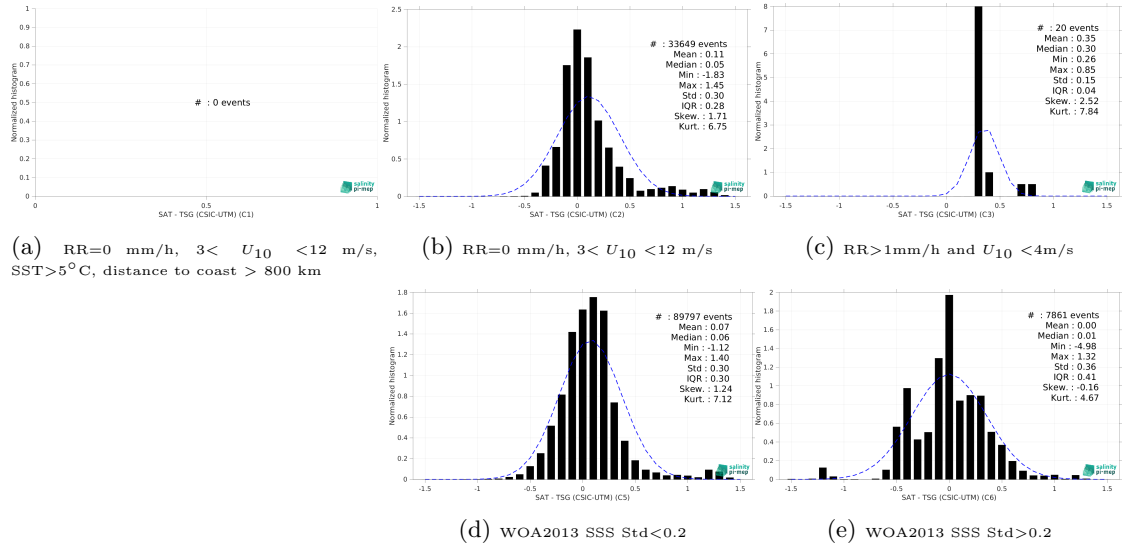 1
0.9
0.8
0.7
0.6
0.5
0.4
0.3
0.2
0.1
0
Normalized histogram
# : 0 events
salinity
pi-mep
0 1
SAT - TSG (CSIC-UTM) (C1)
(a) RR=0 mm/h, 3< U10 <12 m/s,
SST>5°C, distance to coast > 800 km
2.5
2
1.5
1
0.5
0
Normalized histogram
# : 33649 events
Mean : 0.11
Median : 0.05
Min : -1.83
Max : 1.45
Std : 0.30
IQR : 0.28
Skew. : 1.71
Kurt. : 6.75
salinity
pi-mep
-1.5 -1 -0.5 0 0.5 1 1.5
SAT - TSG (CSIC-UTM) (C2)
(b) RR=0 mm/h, 3< U10 <12 m/s
8
7
6
5
4
3
2
1
0
Normalized histogram
# : 20 events
Mean : 0.35
Median : 0.30
Min : 0.26
Max : 0.85
Std : 0.15
IQR : 0.04
Skew. : 2.52
Kurt. : 7.84
salinity
pi-mep
-1.5 -1 -0.5 0 0.5 1 1.5
SAT - TSG (CSIC-UTM) (C3)
(c) RR>1mm/h and U10 <4m/s
1.8
1.6
1.4
1.2
1
0.8
0.6
0.4
0.2
0
Normalized histogram
# : 89797 events
Mean : 0.07
Median : 0.06
Min : -1.12
Max : 1.40
Std : 0.30
IQR : 0.30
Skew. : 1.24
Kurt. : 7.12
salinity
pi-mep
-1.5 -1 -0.5 0 0.5 1 1.5
SAT - TSG (CSIC-UTM) (C5)
(d) WOA2013 SSS Std<0.2
2
1.8
1.6
1.4
1.2
1
0.8
0.6
0.4
0.2
0
Normalized histogram
# : 7861 events
Mean : 0.00
Median : 0.01
Min : -4.98
Max : 1.32
Std : 0.36
IQR : 0.41
Skew. : -0.16
Kurt. : 4.67
salinity
pi-mep
-1.5 -1 -0.5 0 0.5 1 1.5
SAT - TSG (CSIC-UTM) (C6)
(e) WOA2013 SSS Std>0.2